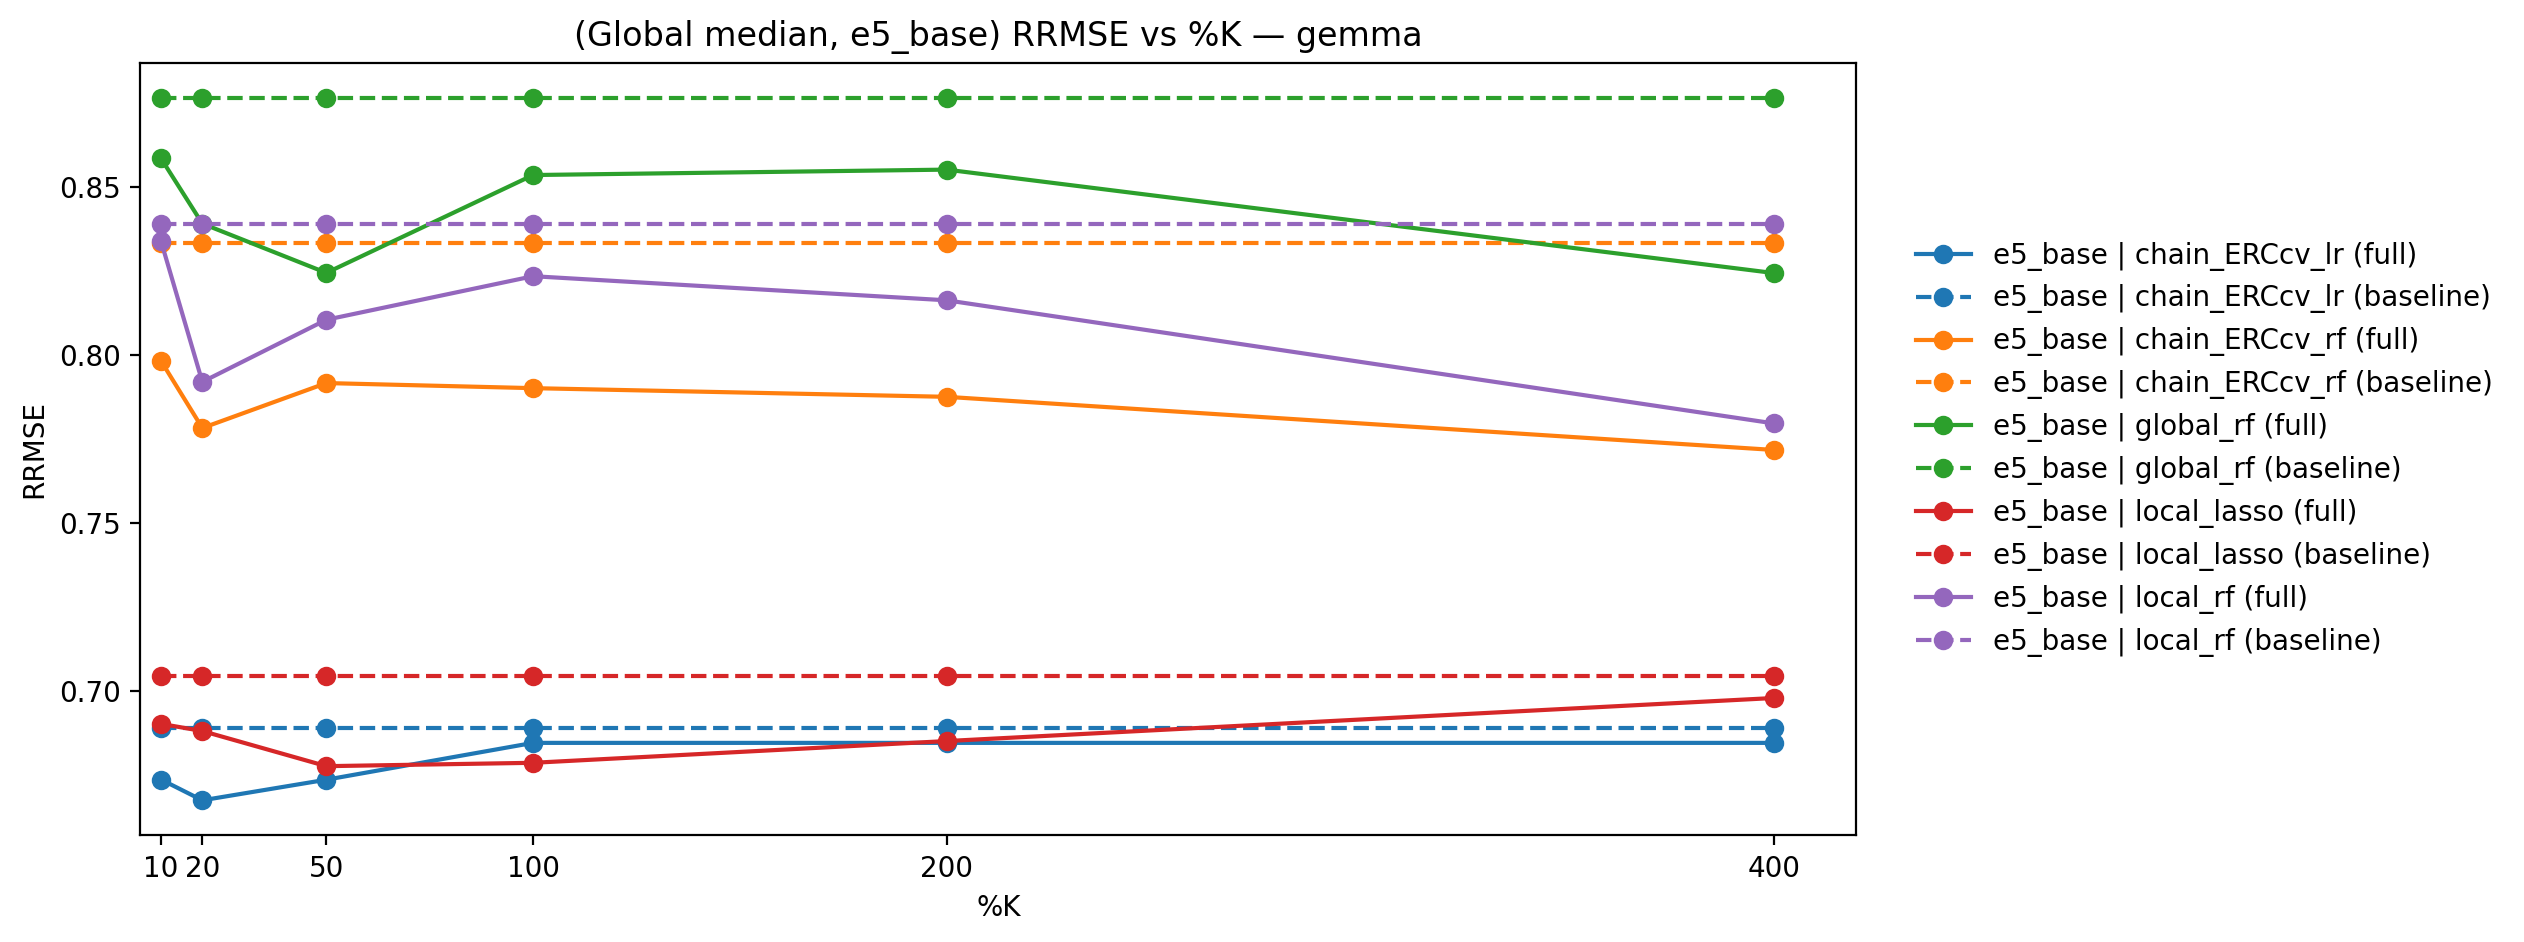 (Global median, e5_base) RRMSE vs %K — gemma
RRMSE
0.85
0.80
0.75
0.70
10 20 50 100 200 400
%K
e5_base | chain_ERCcv_lr (full)
e5_base | chain_ERCcv_lr (baseline)
e5_base | chain_ERCcv_rf (full)
e5_base | chain_ERCcv_rf (baseline)
e5_base | global_rf (full)
e5_base | global_rf (baseline)
e5_base | local_lasso (full)
e5_base | local_lasso (baseline)
e5_base | local_rf (full)
e5_base | local_rf (baseline)